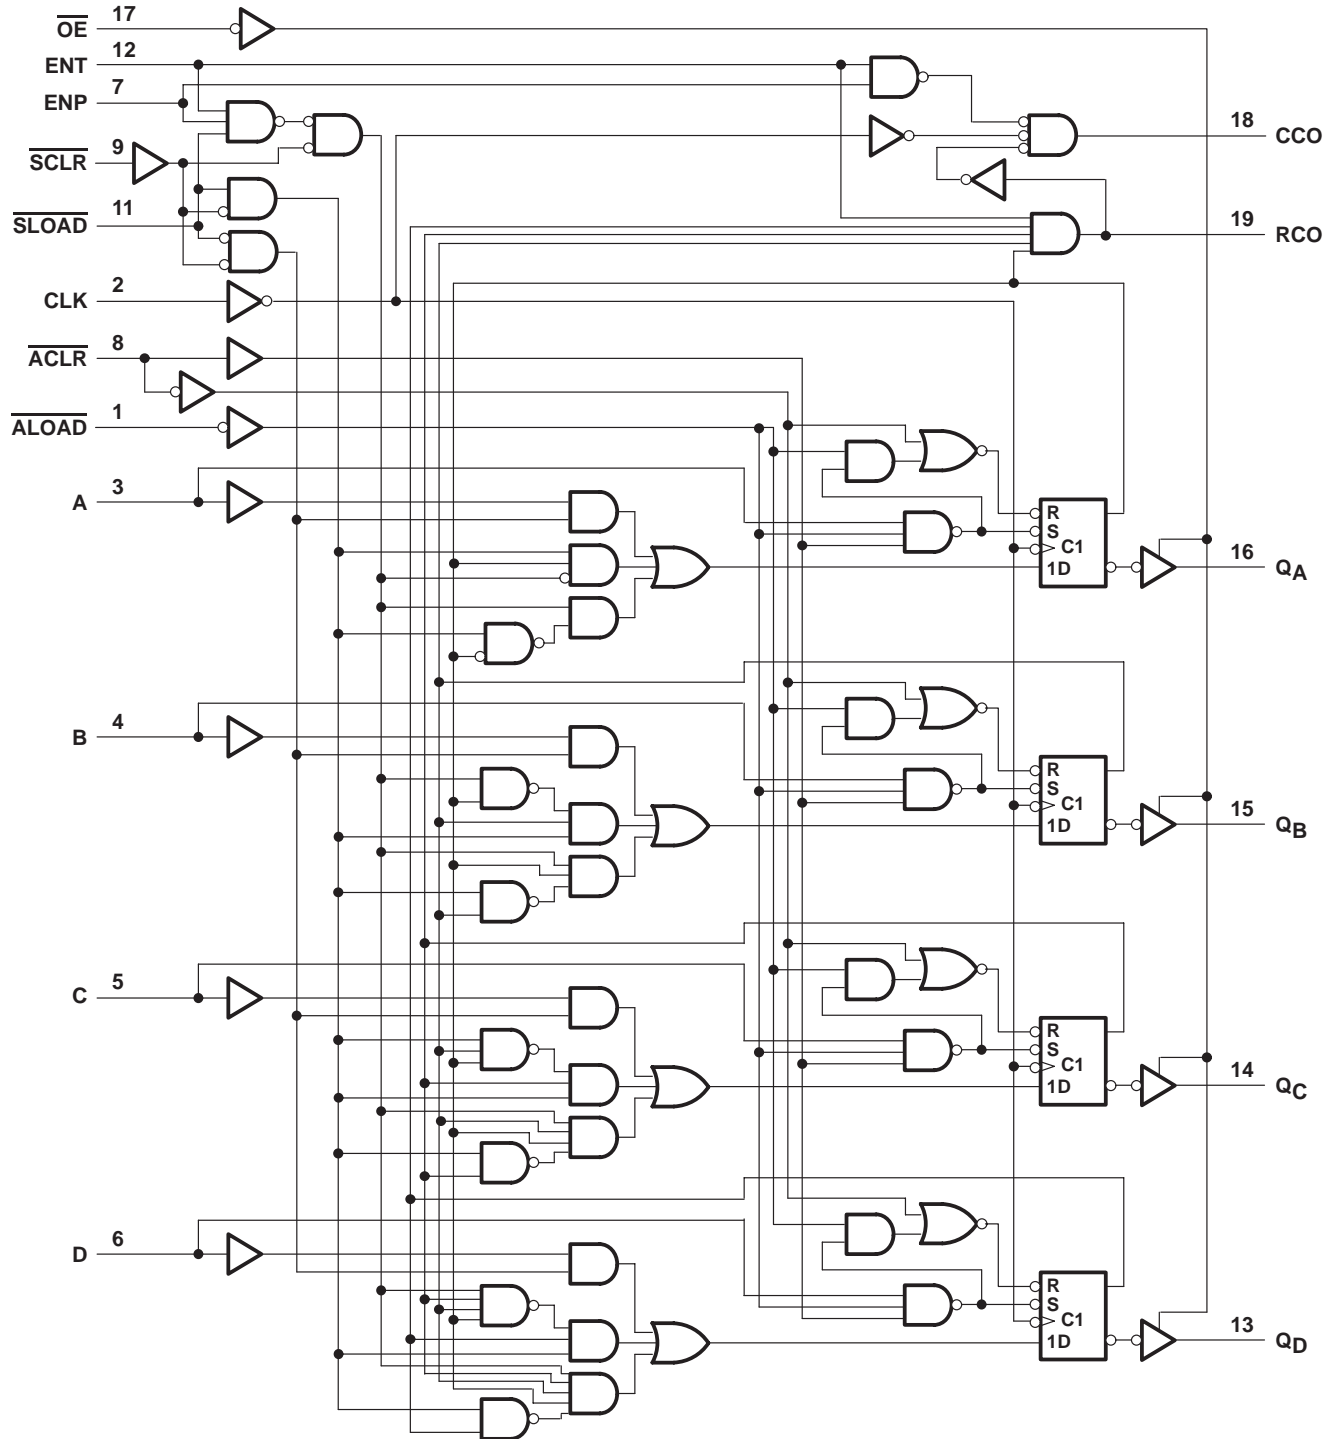 OE 17
ENT 12
ENP 7
SCLR 9
SLOAD 11
CLK 2
ACLR 8
ALOAD 1
18 CCO
19 RCO
A 3
R
S
C1
1D
16 QA
B 4
R
S
C1
1D
15 QB
C 5
R
S
C1
1D
14 QC
D 6
R
S
C1
1D
13 QD